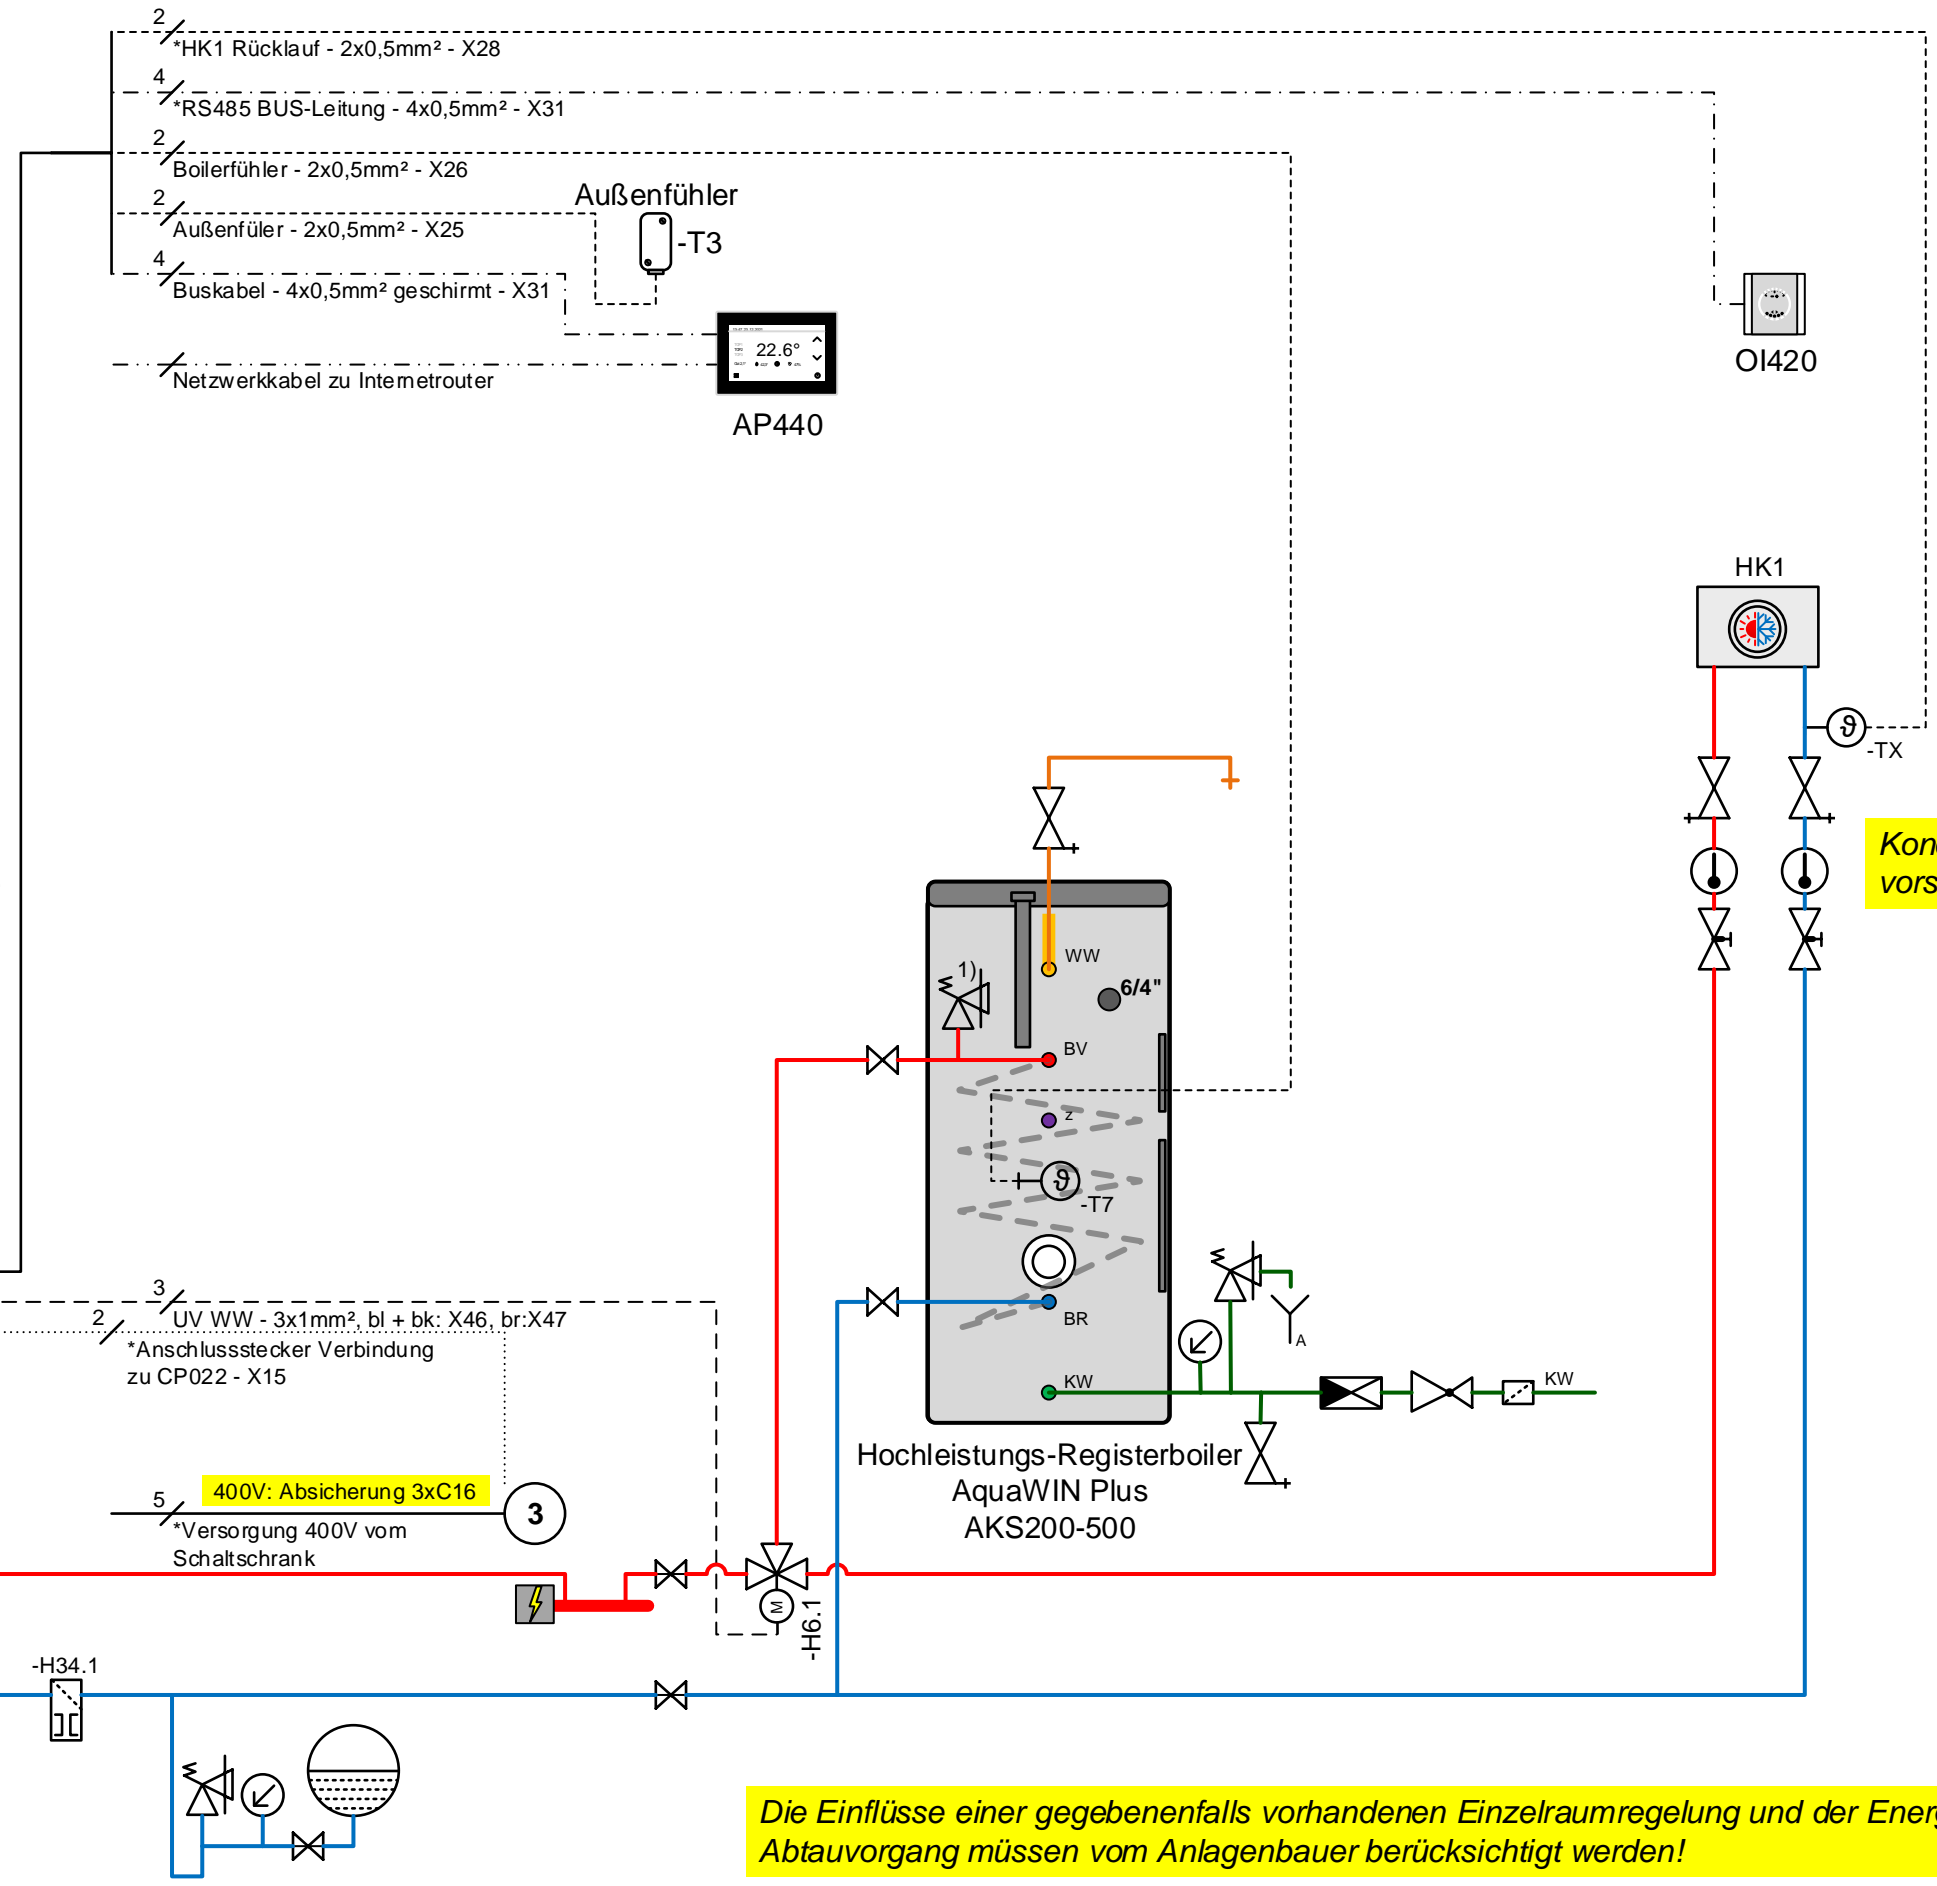 2
*HK1 Rücklauf - 2x0,5mm² - X28
4
*RS485 BUS-Leitung - 4x0,5mm² - X31
2
Boilerfühler - 2x0,5mm² - X26
2
Außenfüler - 2x0,5mm² - X25
Außenfühler
-T3
4
Buskabel - 4x0,5mm² geschirmt - X31
22.6°
Netzwerkkabel zu Internetrouter
AP440
OI420
HK1
ϑ
-TX
Kon
vors
WW
1)
6/4"
BV
z
ϑ
-T7
BR
KW
A
KW
Hochleistungs-Registerboiler
AquaWIN Plus
AKS200-500
3
UV WW - 3x1mm², bl + bk: X46, br:X47
2
*Anschlussstecker Verbindung
zu CP022 - X15
400V: Absicherung 3xC16
5
3
*Versorgung 400V vom
Schaltschrank
M
-H6.1
-H34.1
Die Einflüsse einer gegebenenfalls vorhandenen Einzelraumregelung und der Energ
Abtauvorgang müssen vom Anlagenbauer berücksichtigt werden!